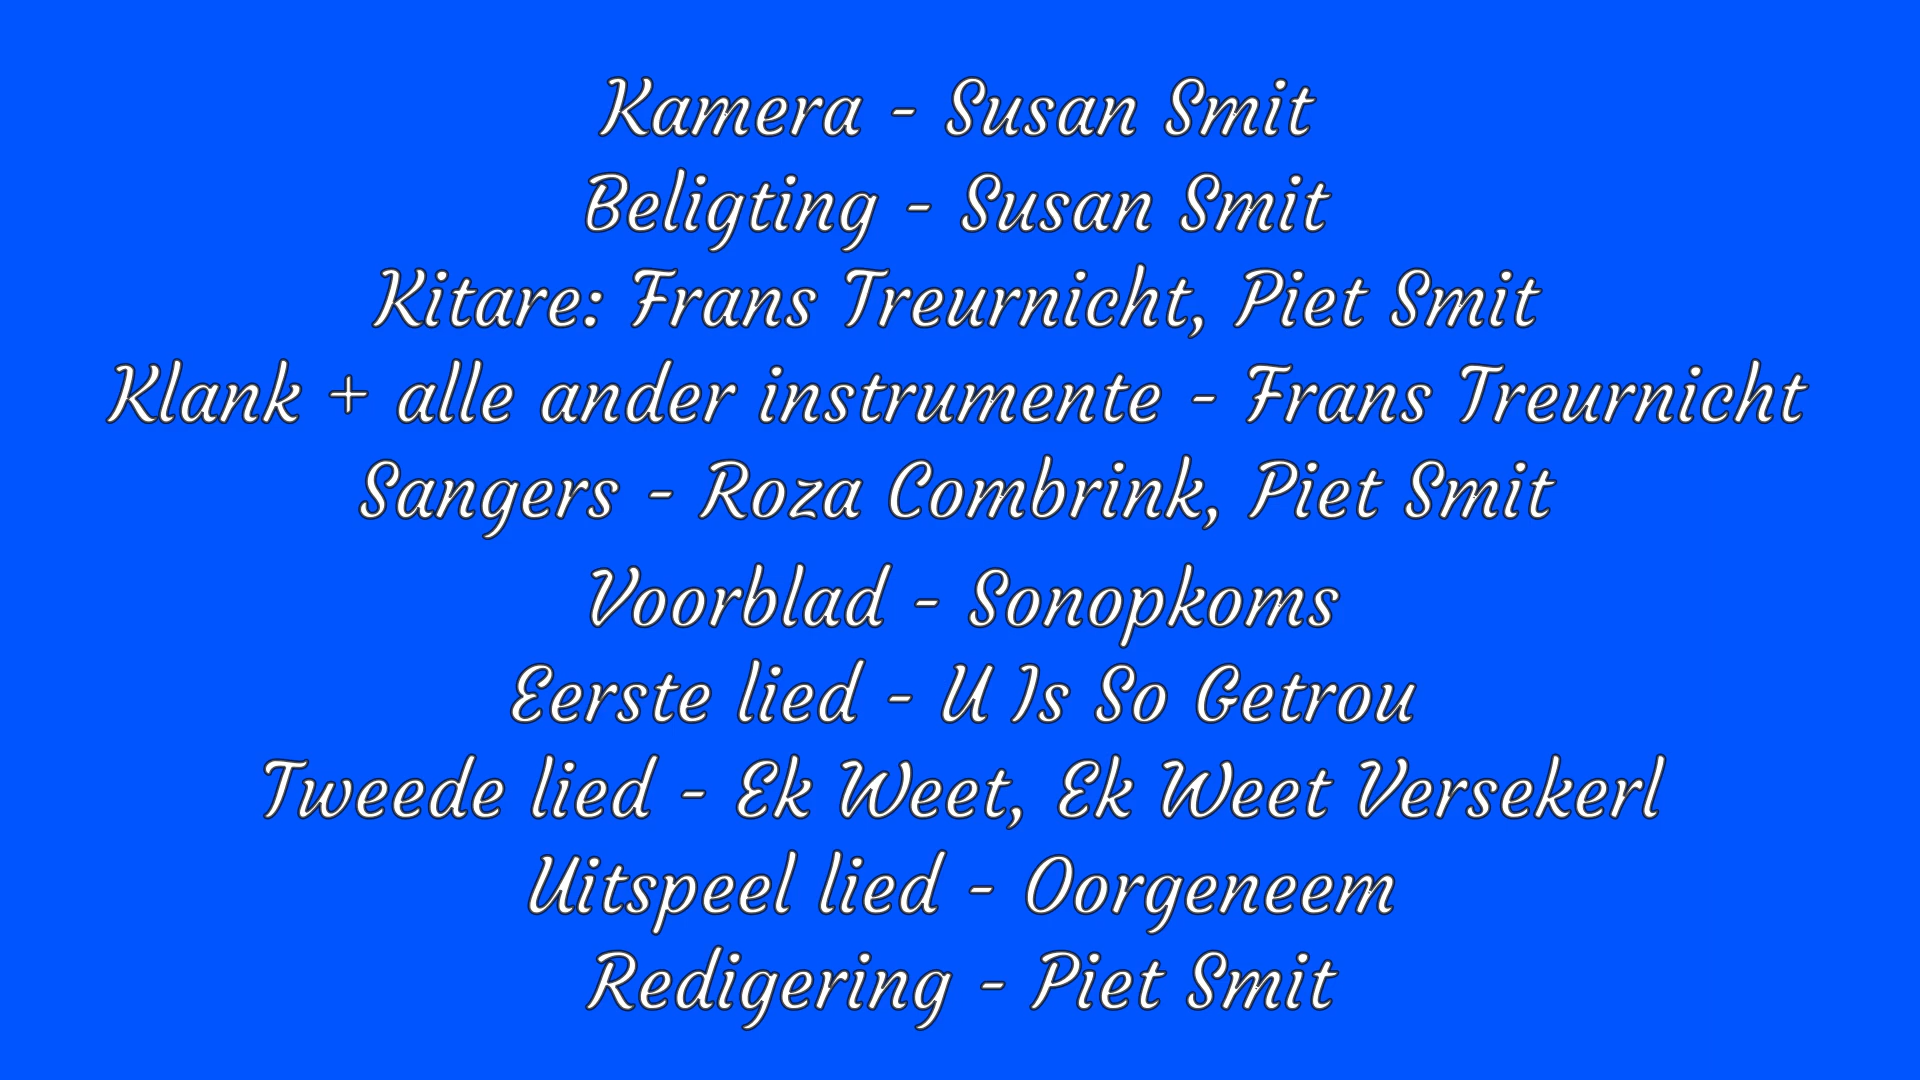 Kamera - Susan Smit
Beligting - Susan Smit
Kitare: Frans Treurnicht, Piet Smit
Klank + alle ander instrumente - Frans Treurnicht
Sangers - Roza Combrink, Piet Smit
Voorblad - Sonopkoms
Eerste lied - U Is So Getrou
Tweede lied - Ek Weet, Ek Weet Versekerl
Uitspeel lied - Oorgeneem
Redigering - Piet Smit